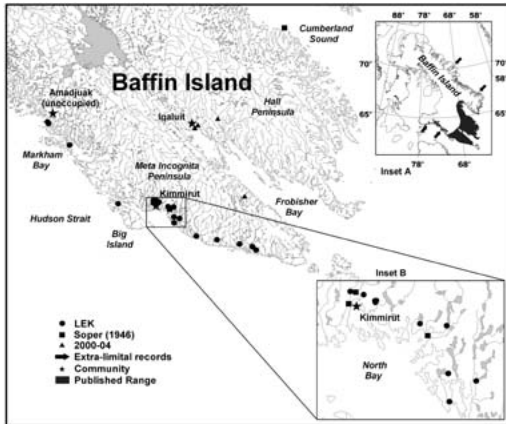 Cumberland
Sound
Baffin Island
Amadjuak
(unoccupied)
Iqaluit
Hall
Peninsula
Markham
Bay
Meta Incognita
Peninsula
Kimmirut
Hudson Strait
Frobisher
Bay
Big
Island
88˚ 78˚ 68˚ 58˚
70˚ 70˚
58˚
65˚ 65˚
78˚ 68˚
Baffin Island
Inset A
Inset B
Kimmirut
North
Bay
LEK
Soper (1946)
2000-04
Extra-limital records
Community
Published Range